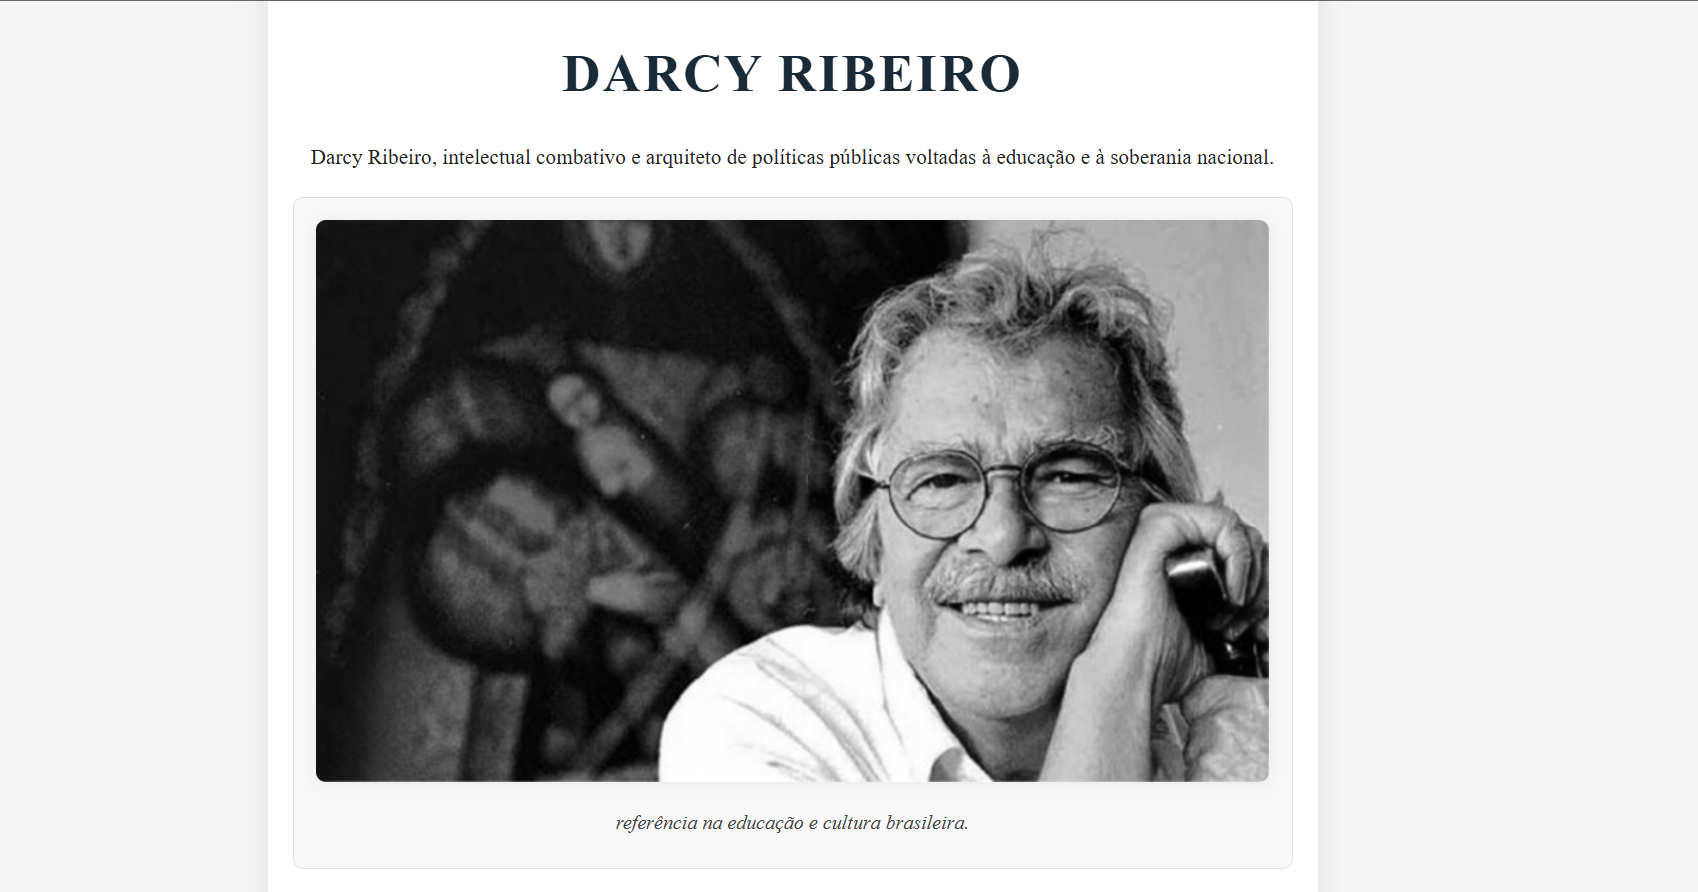 DARCY RIBEIRO
Darcy Ribeiro, intelectual combativo e arquiteto de políticas públicas voltadas à educação e à soberania nacional.
referência na educação e cultura brasileira.